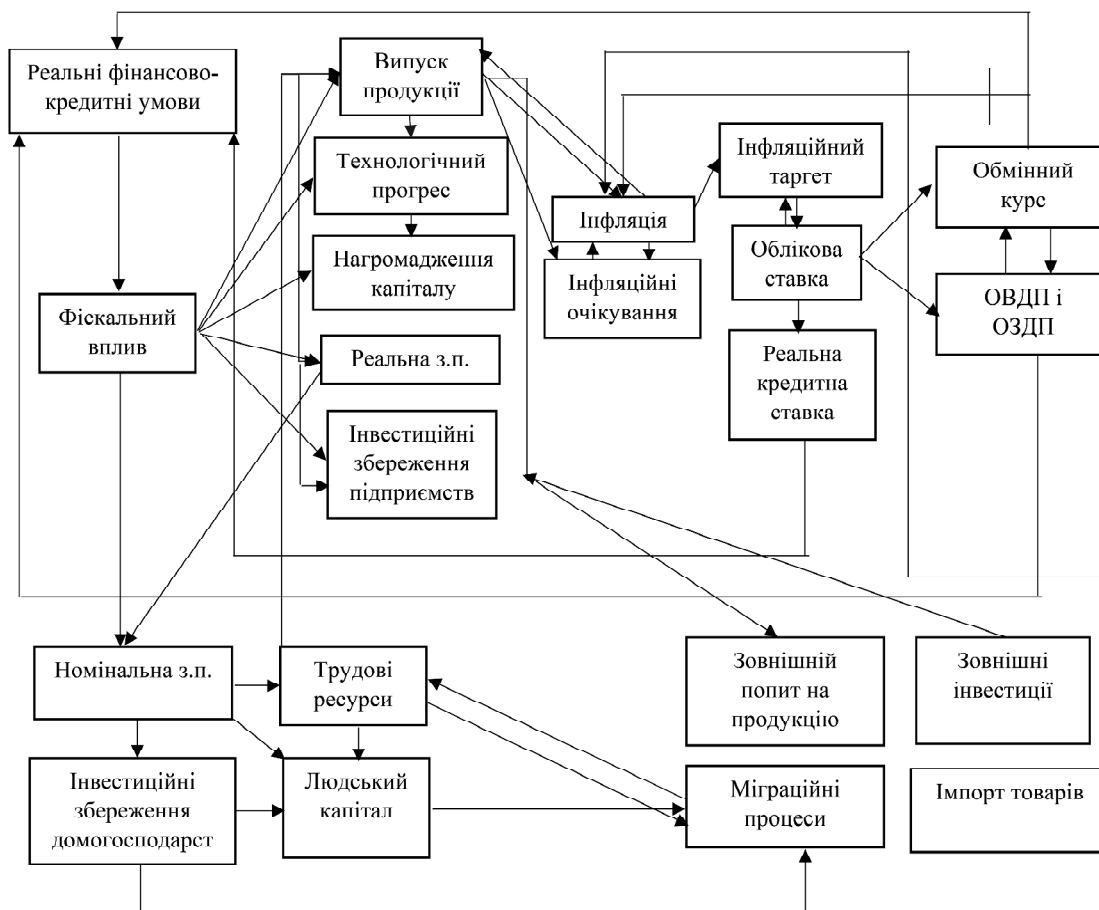 Реальні фінансово-
кредитні умови
Випуск
продукції
Технологічний
прогрес
Нагромадження
капіталу
Фіскальний
вплив
Реальна з.п.
Інвестиційні
збереження
підприємств
Інфляція
Інфляційні
очікування
Інфляційний
таргет
Облікова
ставка
Реальна
кредитна
ставка
Обмінний
курс
ОВДП і
ОЗДП
Номінальна з.п.
Трудові
ресурси
Зовнішній
попит на
продукцію
Зовнішні
інвестиції
Інвестиційні
збереження
домогосподарст
Людський
капітал
Міграційні
процеси
Імпорт товарів